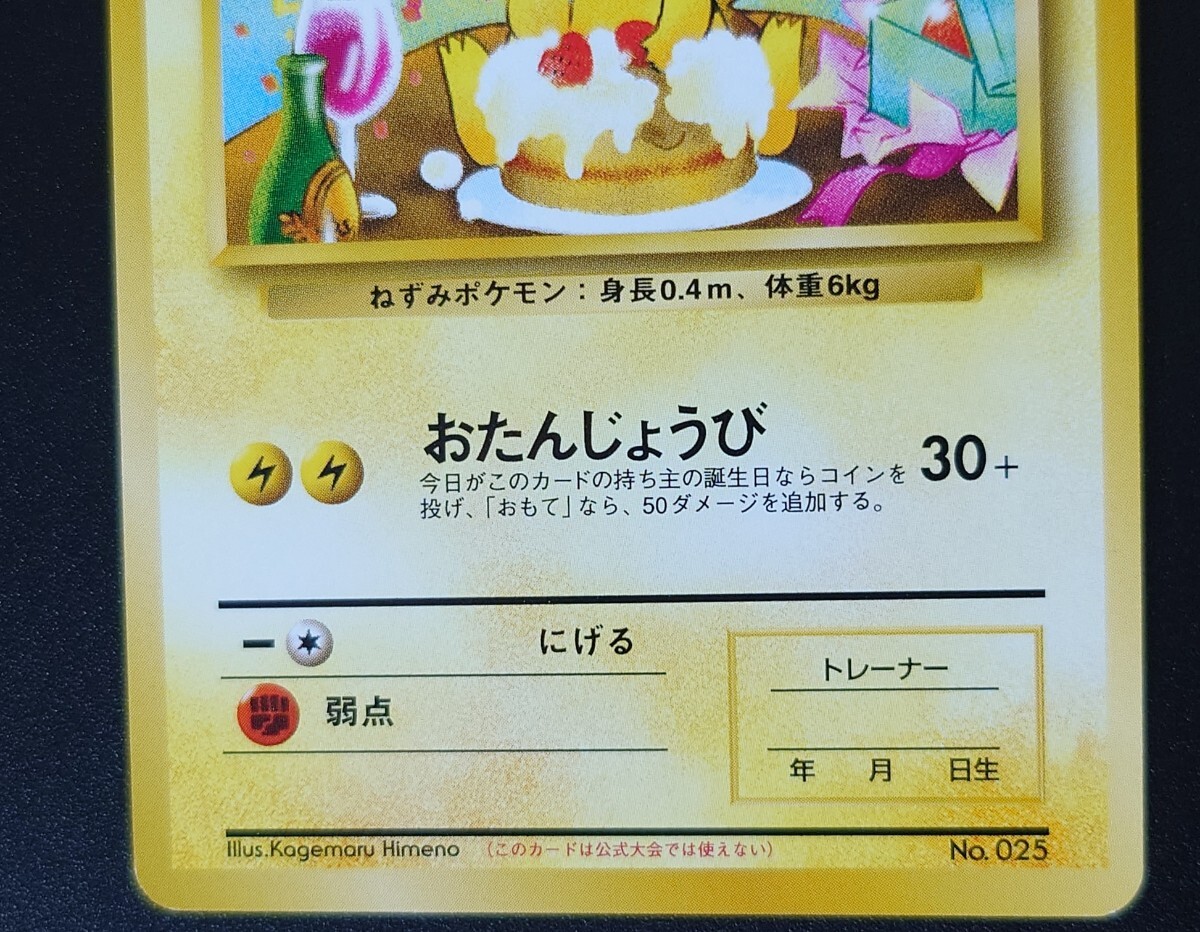 ねずみポケモン：身長0.4m、体重6kg
おたんじょうび
30+
今日がこのカードの持ち主の誕生日ならコインを
投げ、「おもて」なら、50ダメージを追加する。
ー にげる
弱点
トレーナー
年 月 日生
Illus.Kagemaru Himeno （このカードは公式大会では使えない） No. 025